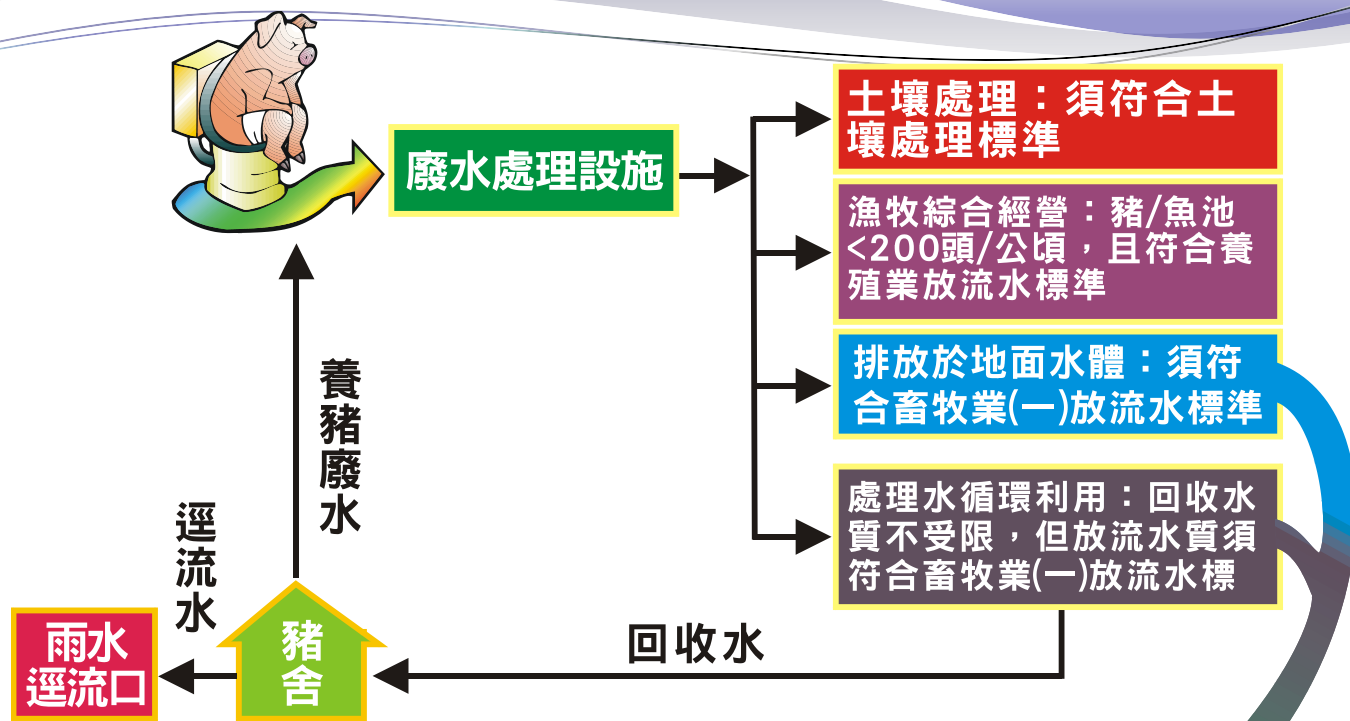 廢水處理設施
土壤處理：須符合土
壤處理標準
漁牧綜合經營：豬/魚池
<200頭/公頃，且符合養
殖業放流水標準
排放於地面水體：須符
合畜牧業(一)放流水標準
處理水循環利用：回收水
質不受限，但放流水質須
符合畜牧業(一)放流水標
養豬廢水
逕流水
雨水
逕流口
豬
舍
回收水